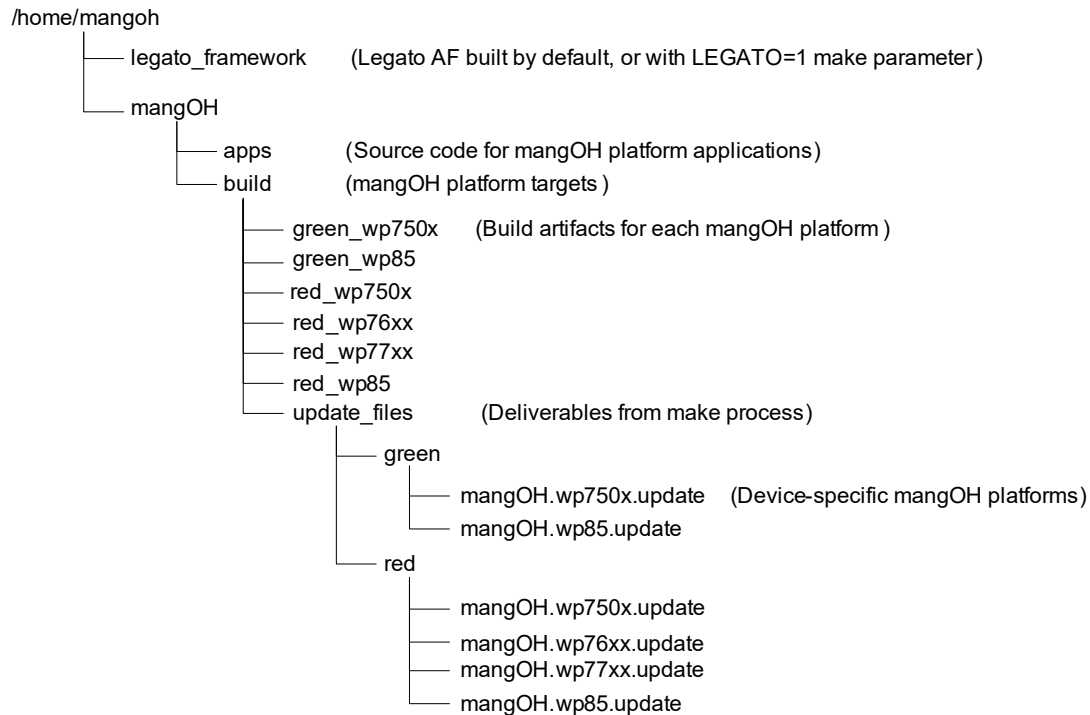 /home/mangoh
legato_framework (Legato AF built by default, or with LEGATO=1 make parameter)
mangOH
apps (Source code for mangOH platform applications)
build (mangOH platform targets)
green_wp750x (Build artifacts for each mangOH platform)
green_wp85
red_wp750x
red_wp76xx
red_wp77xx
red_wp85
update_files (Deliverables from make process)
green
mangOH.wp750x.update (Device-specific mangOH platforms)
mangOH.wp85.update
red
mangOH.wp750x.update
mangOH.wp76xx.update
mangOH.wp77xx.update
mangOH.wp85.update